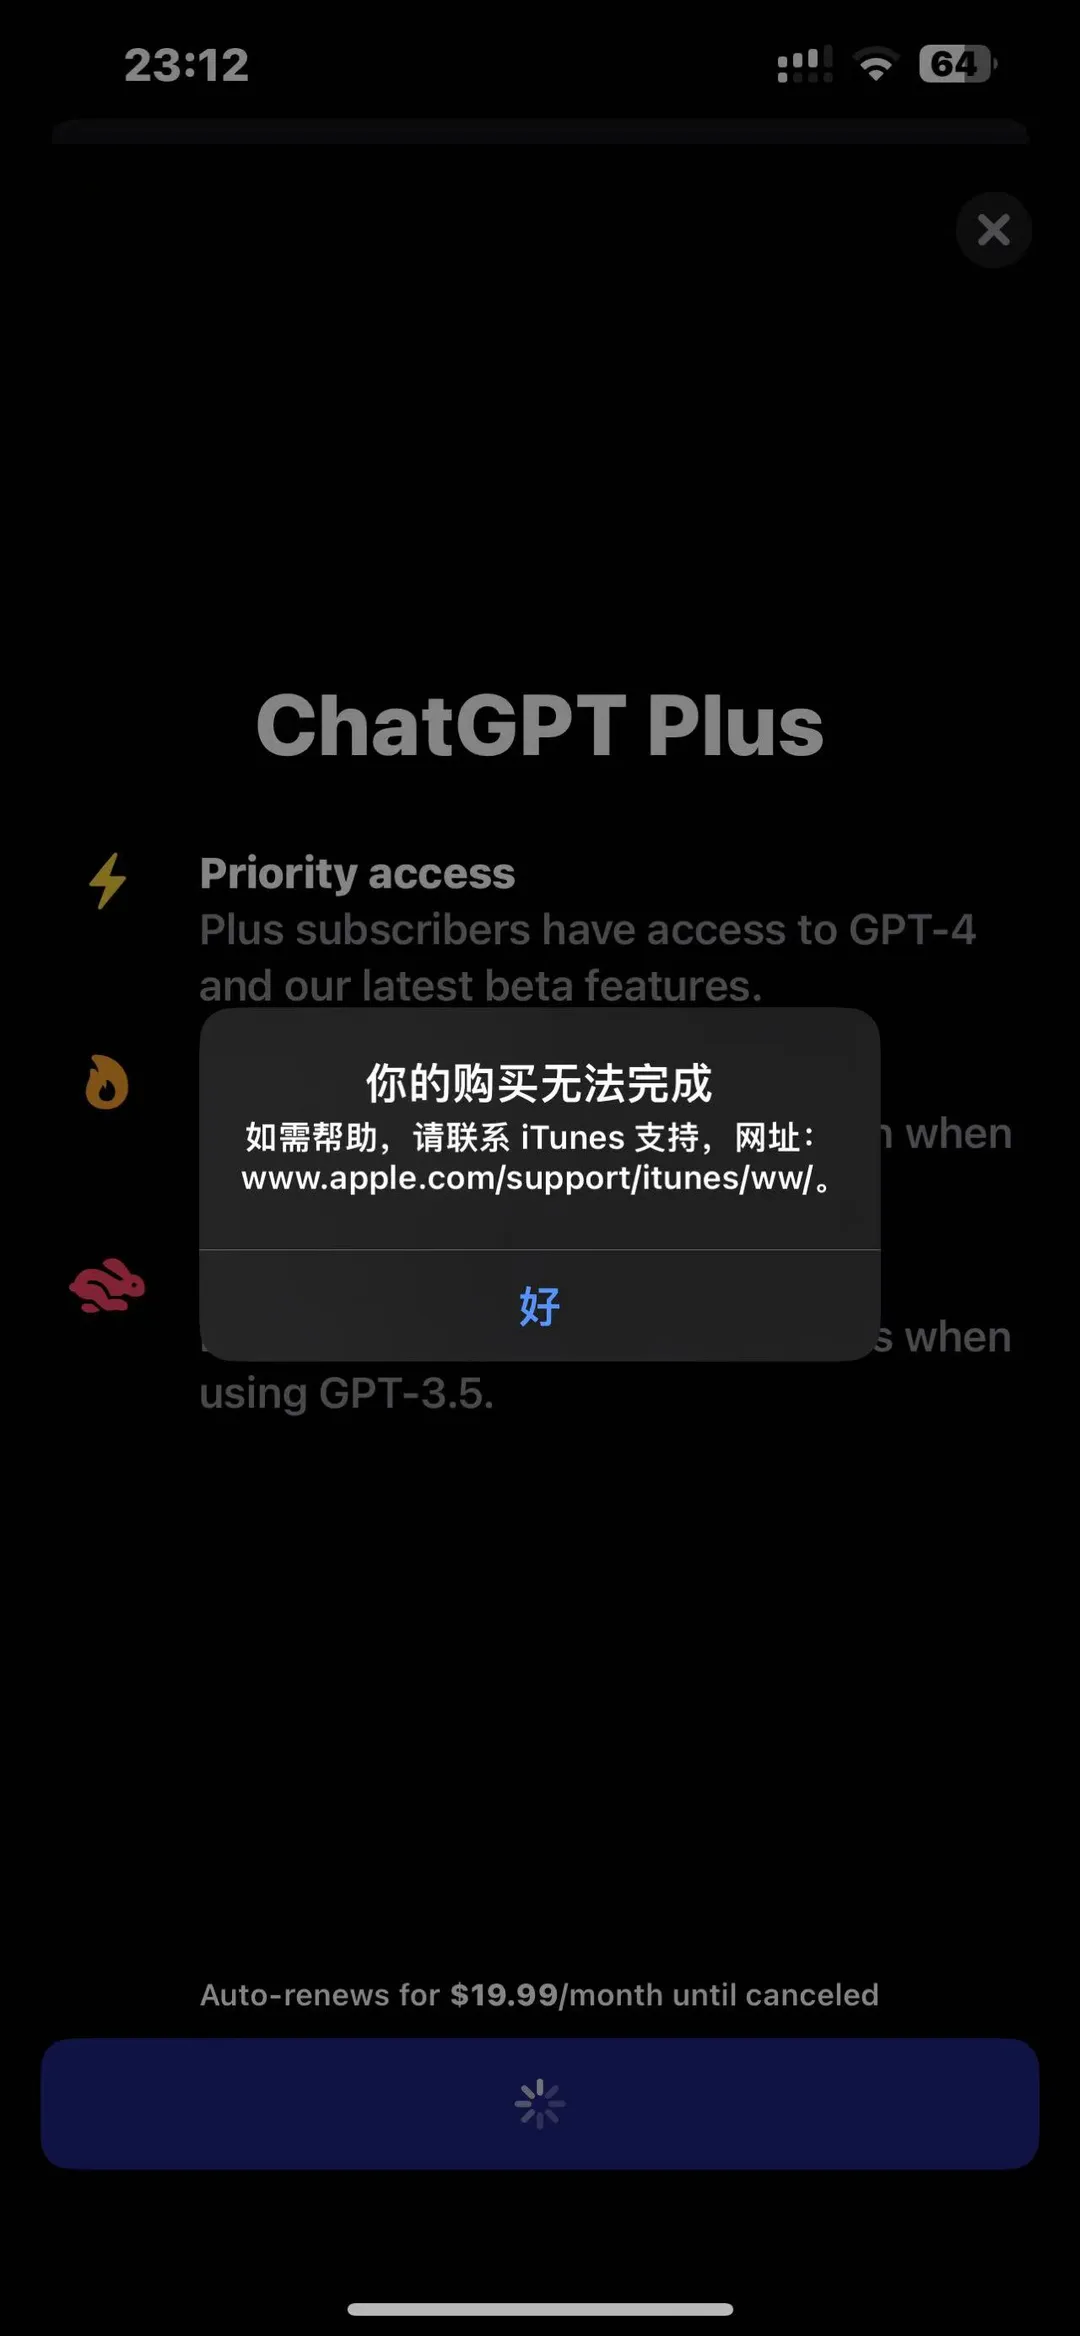 23:12
64
ChatGPT Plus
Priority access
Plus subscribers have access to GPT-4
and our latest beta features.
你的购买无法完成
如需帮助，请联系 iTunes 支持，网址：
www.apple.com/support/itunes/ww/。
when
好
when
using GPT-3.5.
Auto-renews for $19.99/month until canceled